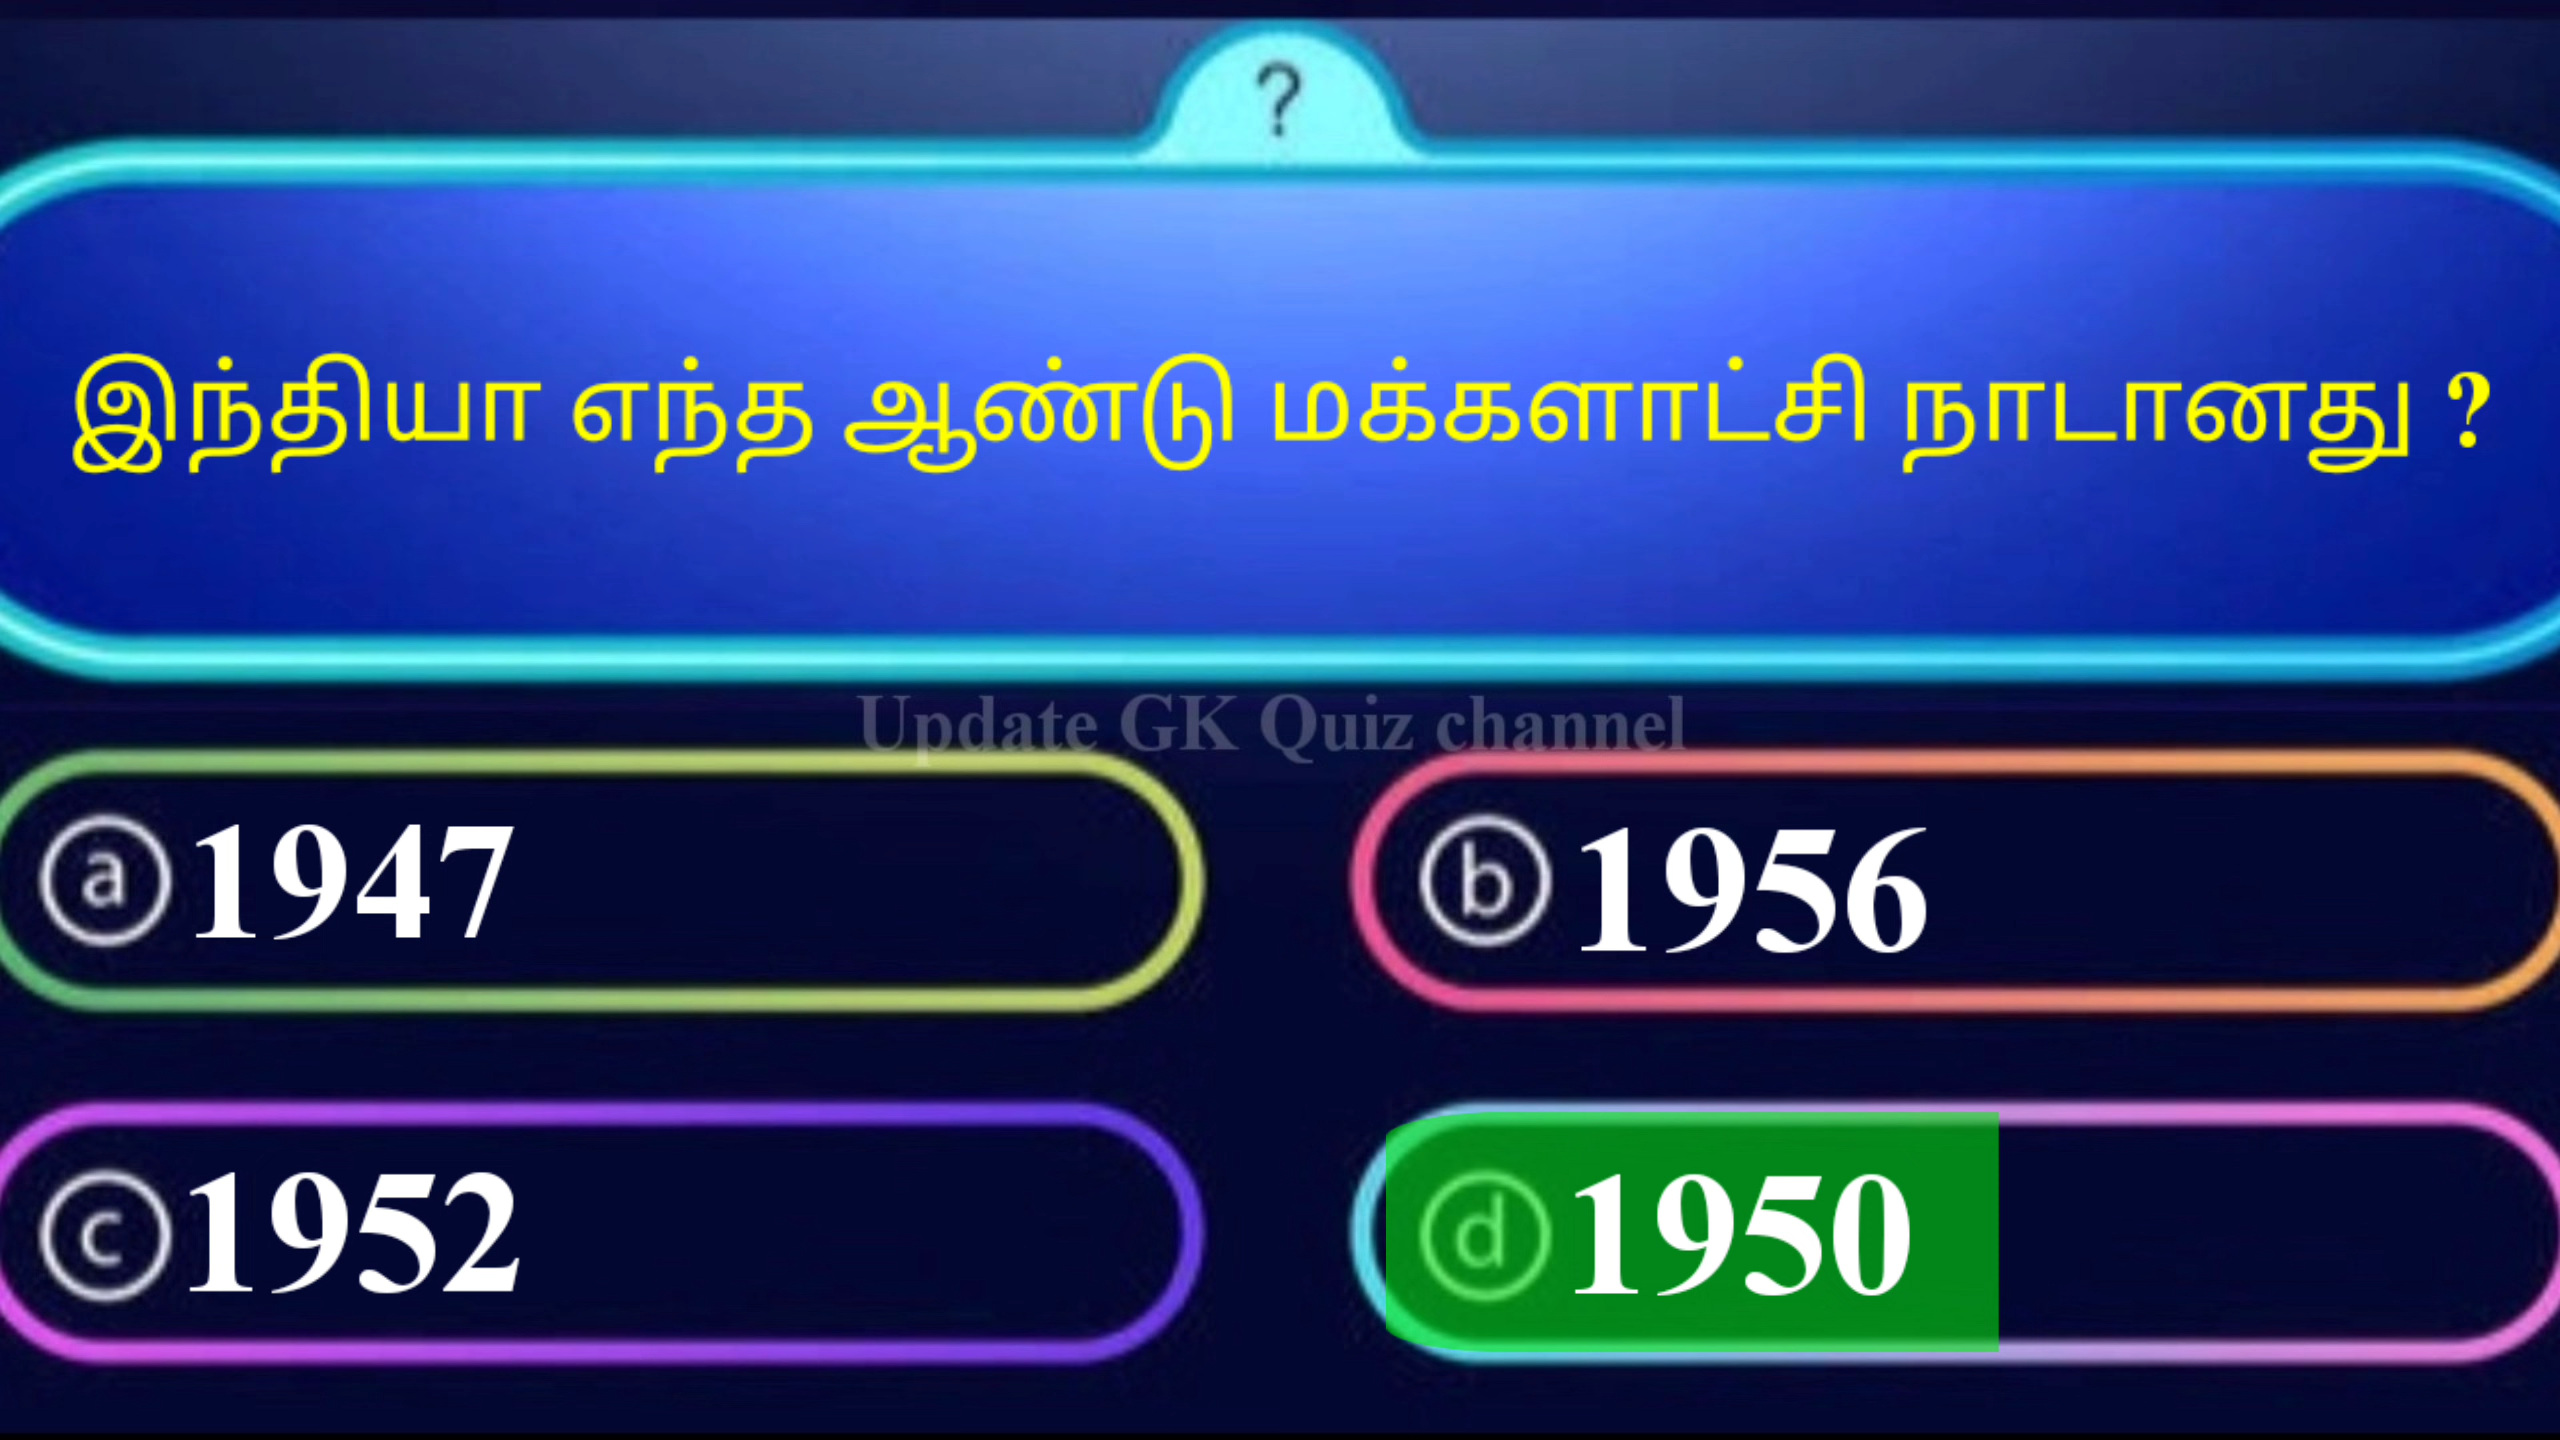 ?
இந்தியா எந்த ஆண்டு மக்களாட்சி நாடானது ?
Update GK Quiz channel
a 1947
b 1956
c 1952
d 1950